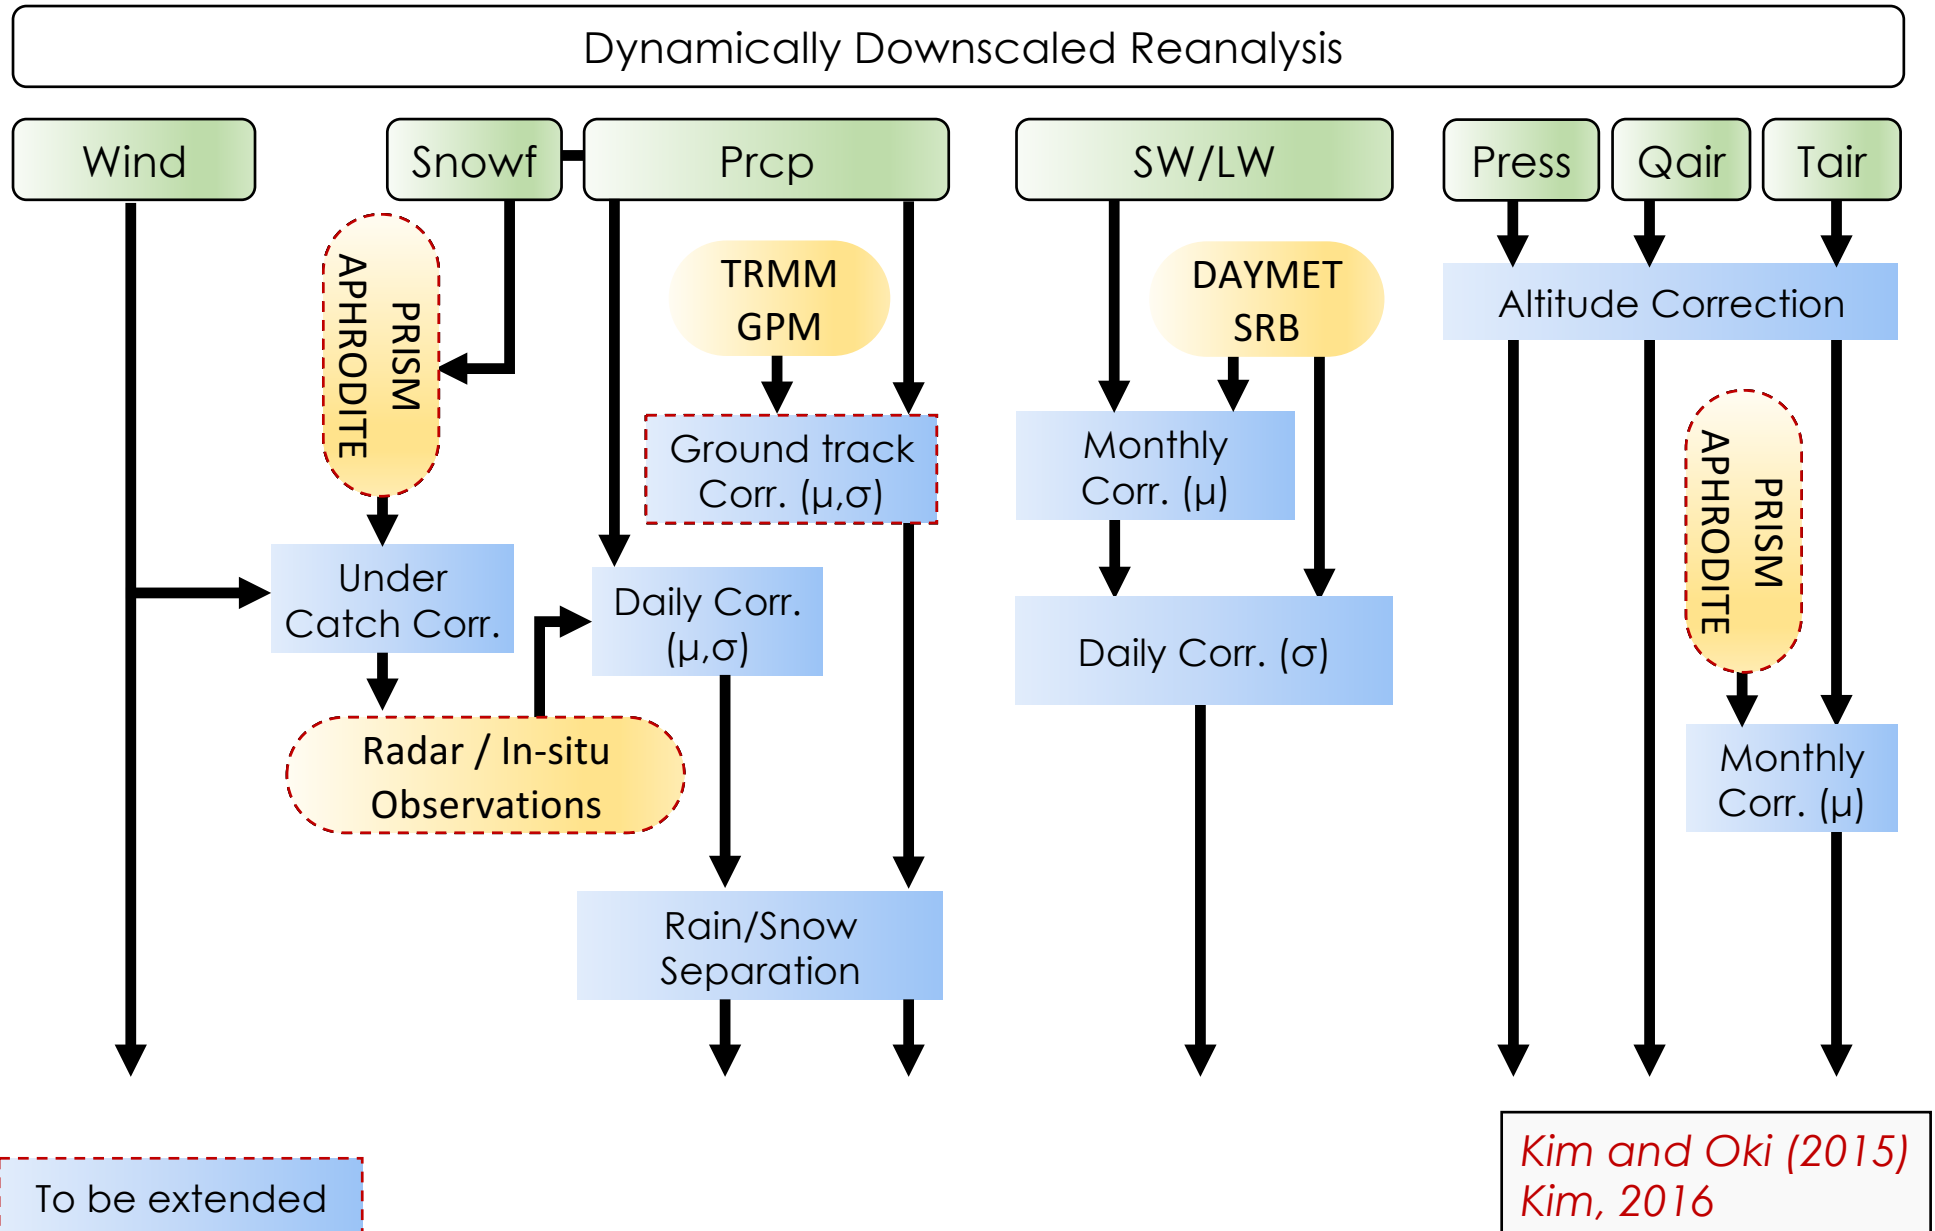 Dynamically Downscaled Reanalysis
Wind
Snowf
Prcp
SW/LW
Press
Qair
Tair
PRISM
APHRODITE
TRMM
GPM
DAYMET
SRB
Altitude Correction
Ground track
Corr. (μ,σ)
Monthly
Corr. (μ)
PRISM
APHRODITE
Under
Catch Corr.
Daily Corr.
(μ,σ)
Daily Corr. (σ)
Radar / In-situ
Observations
Monthly
Corr. (μ)
Rain/Snow
Separation
To be extended
Kim and Oki (2015)
Kim, 2016